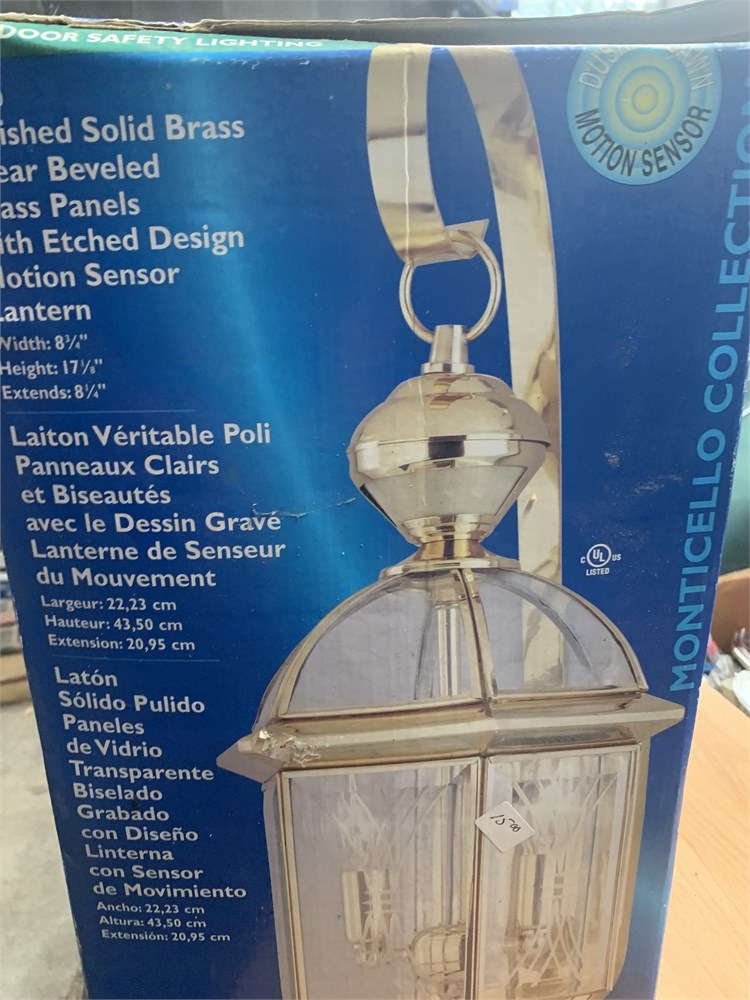 DOOR SAFETY LIGHTING
ished Solid Brass
ear Beveled
ass Panels
ith Etched Design
otion Sensor
antern
Width: 8¾"
Height: 17⅛"
Extends: 8¼"
Laiton Véritable Poli
Panneaux Clairs
et Biseautés
avec le Dessin Gravé
Lanterne de Senseur
du Mouvement
Largeur: 22,23 cm
Hauteur: 43,50 cm
Extension: 20,95 cm
Latón
Sólido Pulido
Paneles
de Vidrio
Transparente
Biselado
Grabado
con Diseño
Linterna
con Sensor
de Movimiento
Ancho: 22,23 cm
Altura: 43,50 cm
Extensión: 20,95 cm
MOTION SENSOR
C UL US
LISTED
MONTICELLO COLLECTION
15.00